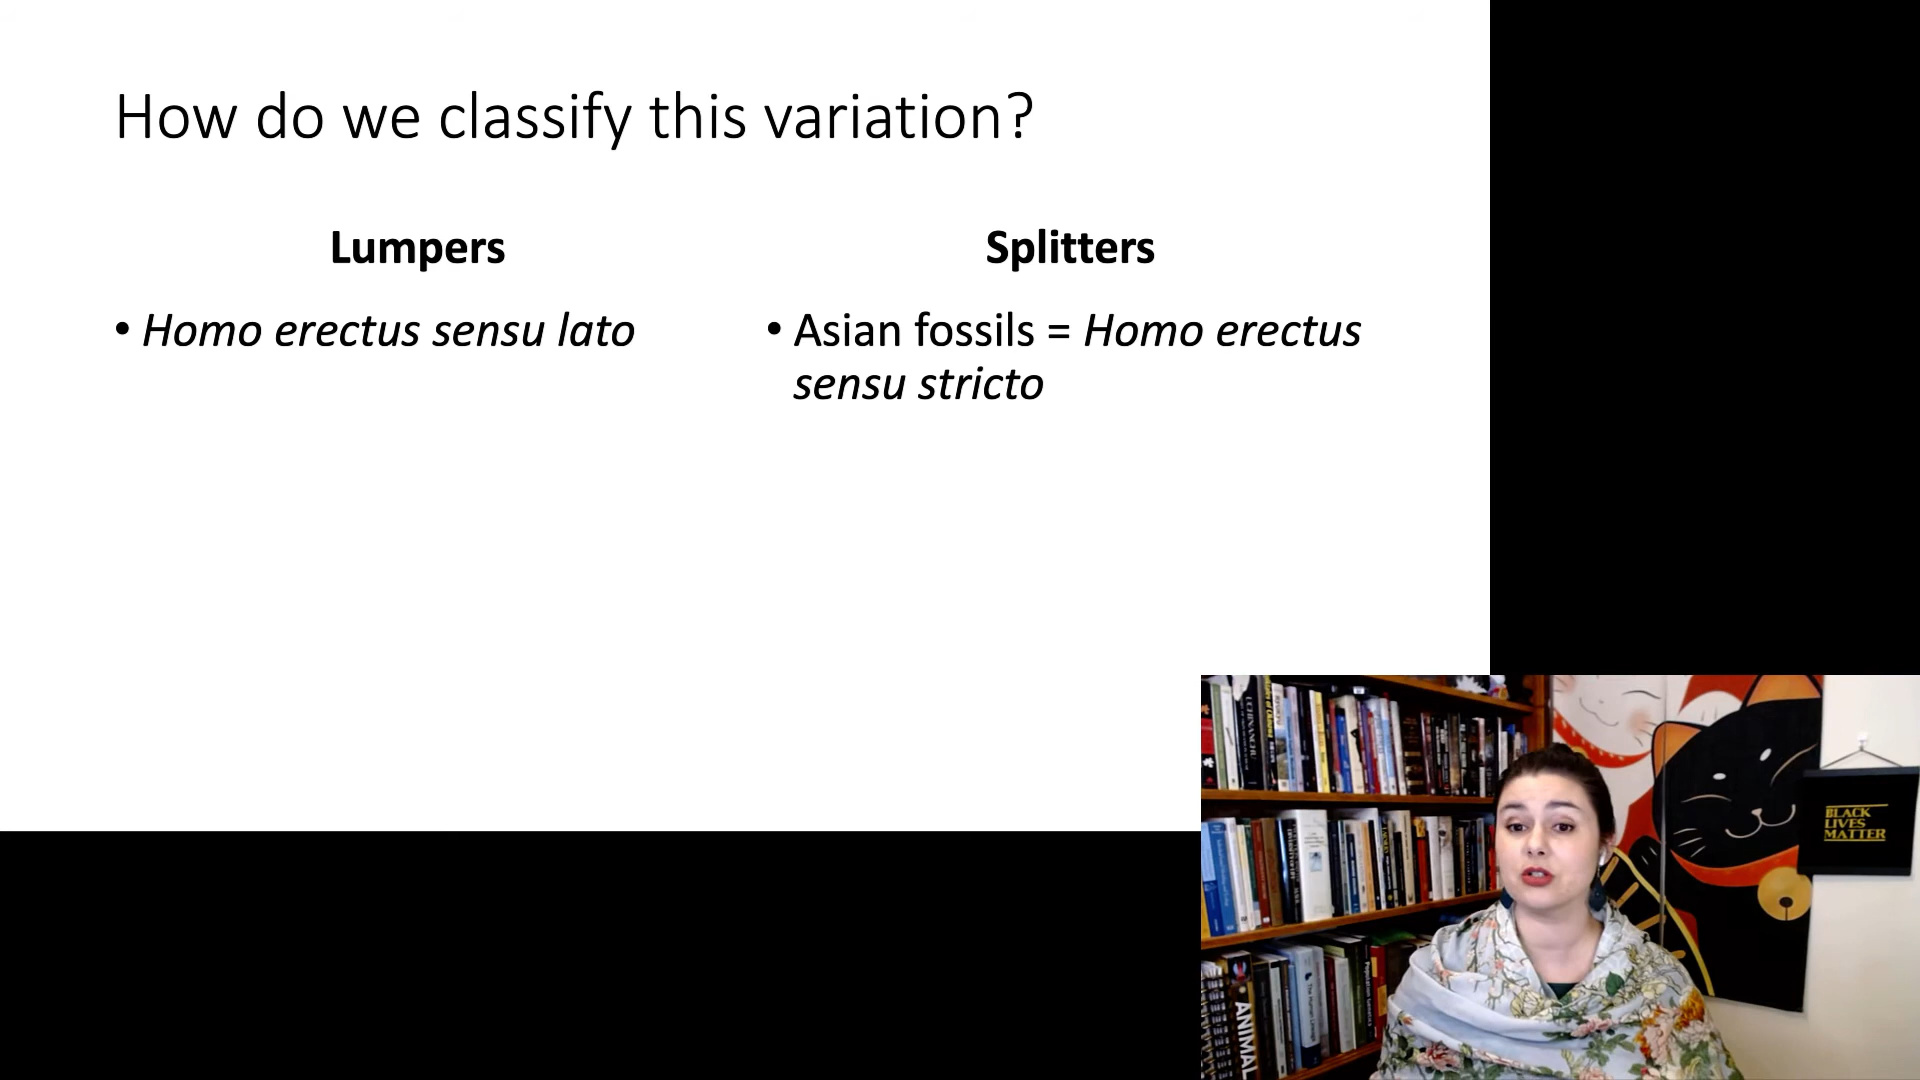 How do we classify this variation?
Lumpers
• Homo erectus sensu lato
Splitters
• Asian fossils = Homo erectus
sensu stricto
BLACK
LIVES
MATTER
ANIMAL